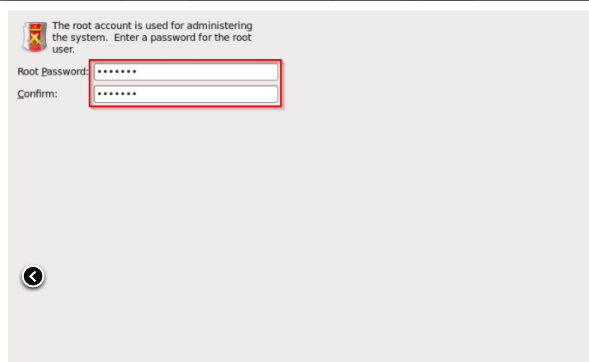 The root account is used for administering
the system.  Enter a password for the root
user.
Root Password: •••••••
Confirm: •••••••